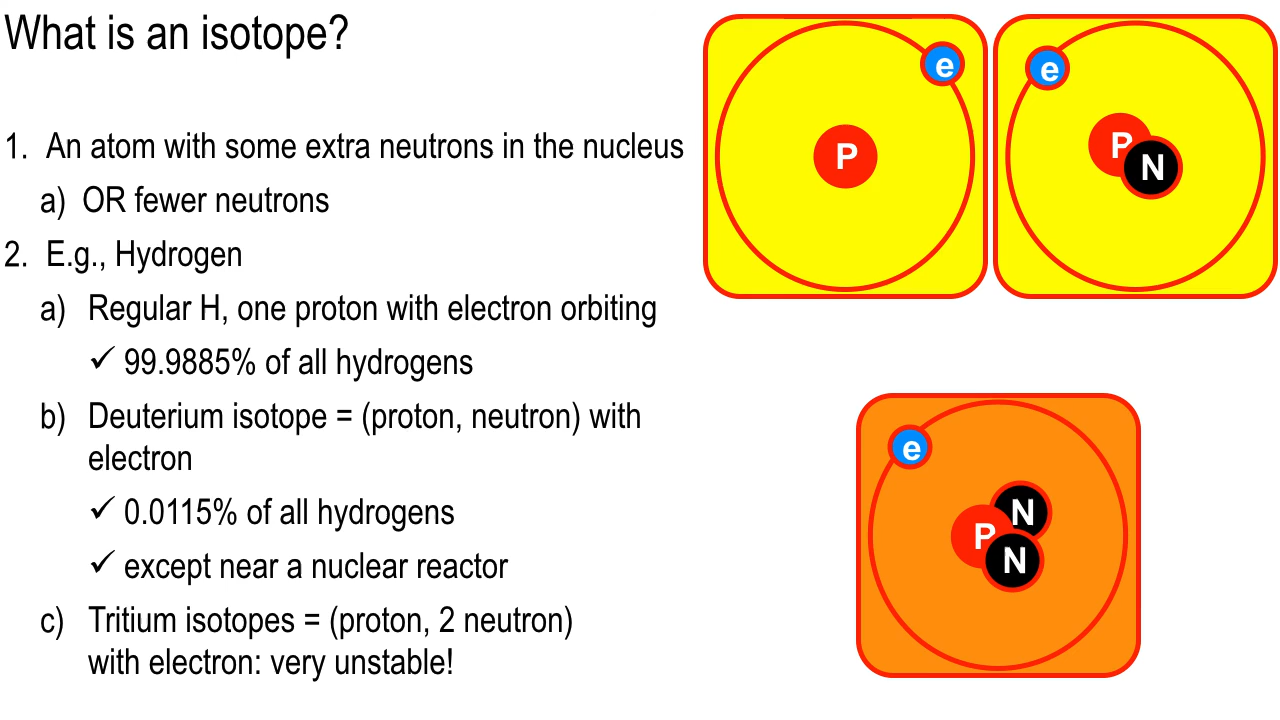 What is an isotope?
1. An atom with some extra neutrons in the nucleus
a) OR fewer neutrons
2. E.g., Hydrogen
a) Regular H, one proton with electron orbiting
✓ 99.9885% of all hydrogens
b) Deuterium isotope = (proton, neutron) with
electron
✓ 0.0115% of all hydrogens
✓ except near a nuclear reactor
c) Tritium isotopes = (proton, 2 neutron)
with electron: very unstable!
e
P
e
P
N
e
N
P
N